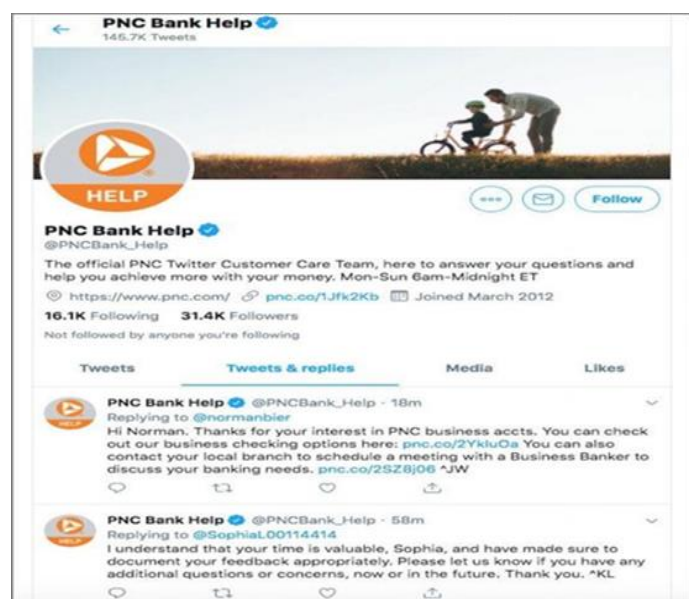 PNC Bank Help
145.7K Tweets
HELP
Follow
PNC Bank Help
@PNCBank_Help
The official PNC Twitter Customer Care Team, here to answer your questions and
help you achieve more with your money. Mon-Sun 6am-Midnight ET
https://www.pnc.com/ pnc.co/1Jfk2Kb Joined March 2012
16.1K Following 31.4K Followers
Not followed by anyone you're following
Tweets Tweets & replies Media Likes
PNC Bank Help @PNCBank_Help · 18m
Replying to @normanbier
Hi Norman. Thanks for your interest in PNC business accts. You can check
out our business checking options here: pnc.co/2YkluOa You can also
contact your local branch to schedule a meeting with a Business Banker to
discuss your banking needs. pnc.co/2SZ8j06 ^JW
HELP
PNC Bank Help @PNCBank_Help · 58m
Replying to @SophiaL00114414
I understand that your time is valuable, Sophia, and have made sure to
document your feedback appropriately. Please let us know if you have any
additional questions or concerns, now or in the future. Thank you. ^KL
HELP